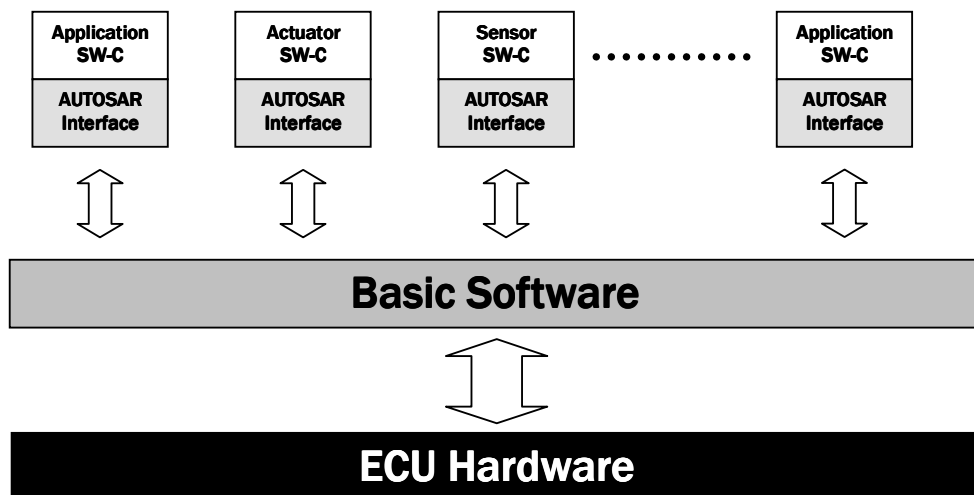 Application
SW-C
AUTOSAR
Interface
Actuator
SW-C
AUTOSAR
Interface
Sensor
SW-C
AUTOSAR
Interface
Application
SW-C
AUTOSAR
Interface
Basic Software
ECU Hardware